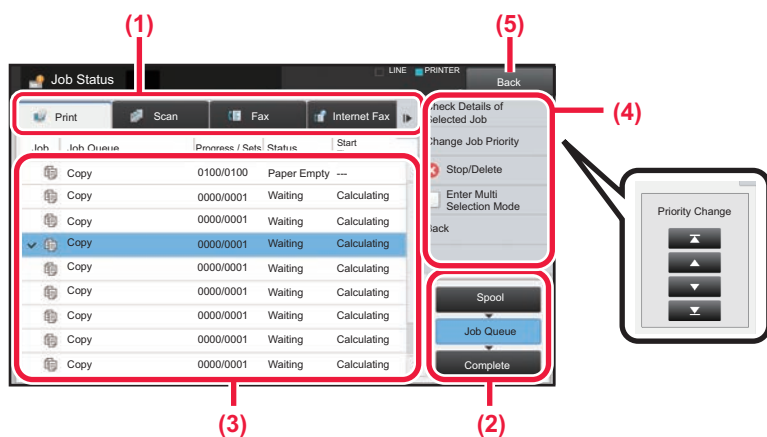 (1)
(5)
Job Status
LINE
PRINTER
Back
Print
Scan
Fax
Internet Fax
Check Details of
Selected Job
(4)
Change Job Priority
Job
Job Queue
Progress / Sets
Status
Start
Copy
0100/0100
Paper Empty
---
Stop/Delete
Copy
0000/0001
Waiting
Calculating
Enter Multi
Selection Mode
Priority Change
Copy
0000/0001
Waiting
Calculating
Back
Copy
0000/0001
Waiting
Calculating
Copy
0000/0001
Waiting
Calculating
Copy
0000/0001
Waiting
Calculating
Spool
Copy
0000/0001
Waiting
Calculating
Job Queue
Copy
0000/0001
Waiting
Calculating
Copy
0000/0001
Waiting
Calculating
Complete
(3)
(2)